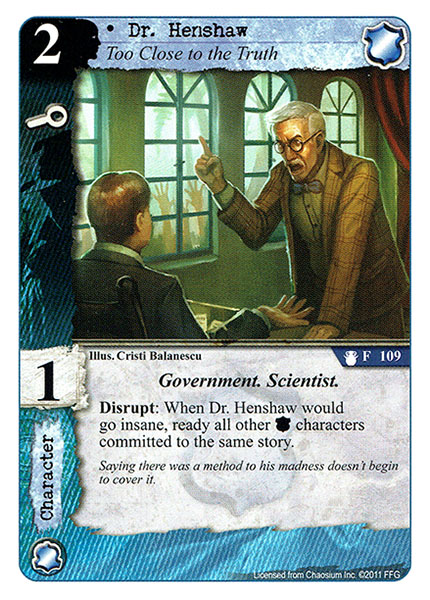 2
• Dr. Henshaw
Too Close to the Truth
Illus. Cristi Balanescu
F 109
1
Government. Scientist.
Disrupt: When Dr. Henshaw would
go insane, ready all other characters
committed to the same story.
Saying there was a method to his madness doesn't begin
to cover it.
Character
Licensed from Chaosium Inc. ©2011 FFG